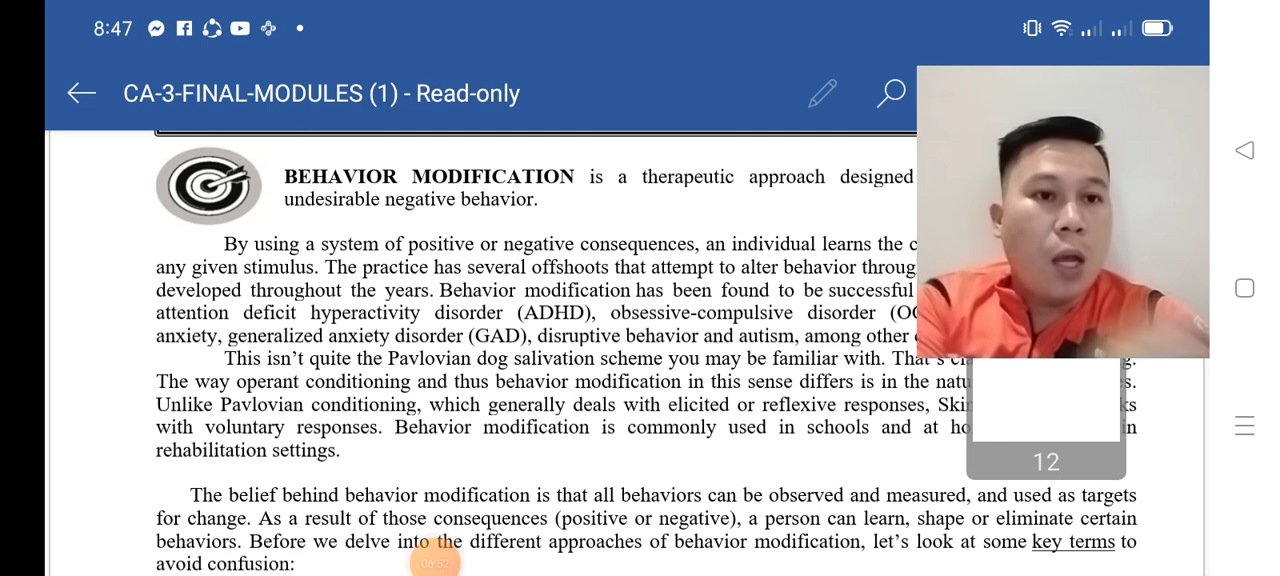 8:47
CA-3-FINAL-MODULES (1) - Read-only
BEHAVIOR MODIFICATION is a therapeutic approach designed
undesirable negative behavior.
By using a system of positive or negative consequences, an individual learns the
any given stimulus. The practice has several offshoots that attempt to alter behavior
developed throughout the years. Behavior modification has been found to be successful
attention deficit hyperactivity disorder (ADHD), obsessive-compulsive disorder
anxiety, generalized anxiety disorder (GAD), disruptive behavior and autism, among other
This isn't quite the Pavlovian dog salivation scheme you may be familiar with. That's
The way operant conditioning and thus behavior modification in this sense differs is in the
Unlike Pavlovian conditioning, which generally deals with elicited or reflexive responses,
with voluntary responses. Behavior modification is commonly used in schools and at in
rehabilitation settings.
12
The belief behind behavior modification is that all behaviors can be observed and measured, and used as targets
for change. As a result of those consequences (positive or negative), a person can learn, shape or eliminate certain
behaviors. Before we delve into the different approaches of behavior modification, let's look at some key terms to
avoid confusion:
06:52